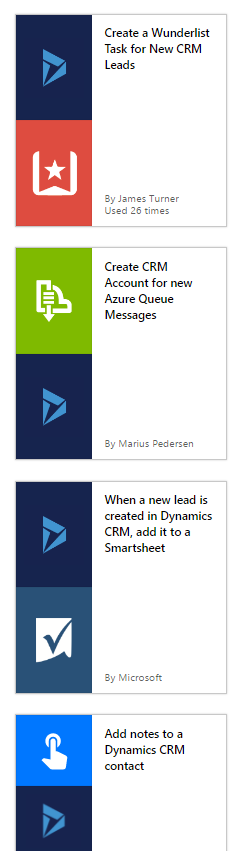 Create a Wunderlist
Task for New CRM
Leads
By James Turner
Used 26 times
Create CRM
Account for new
Azure Queue
Messages
By Marius Pedersen
When a new lead is
created in Dynamics
CRM, add it to a
Smartsheet
By Microsoft
Add notes to a
Dynamics CRM
contact